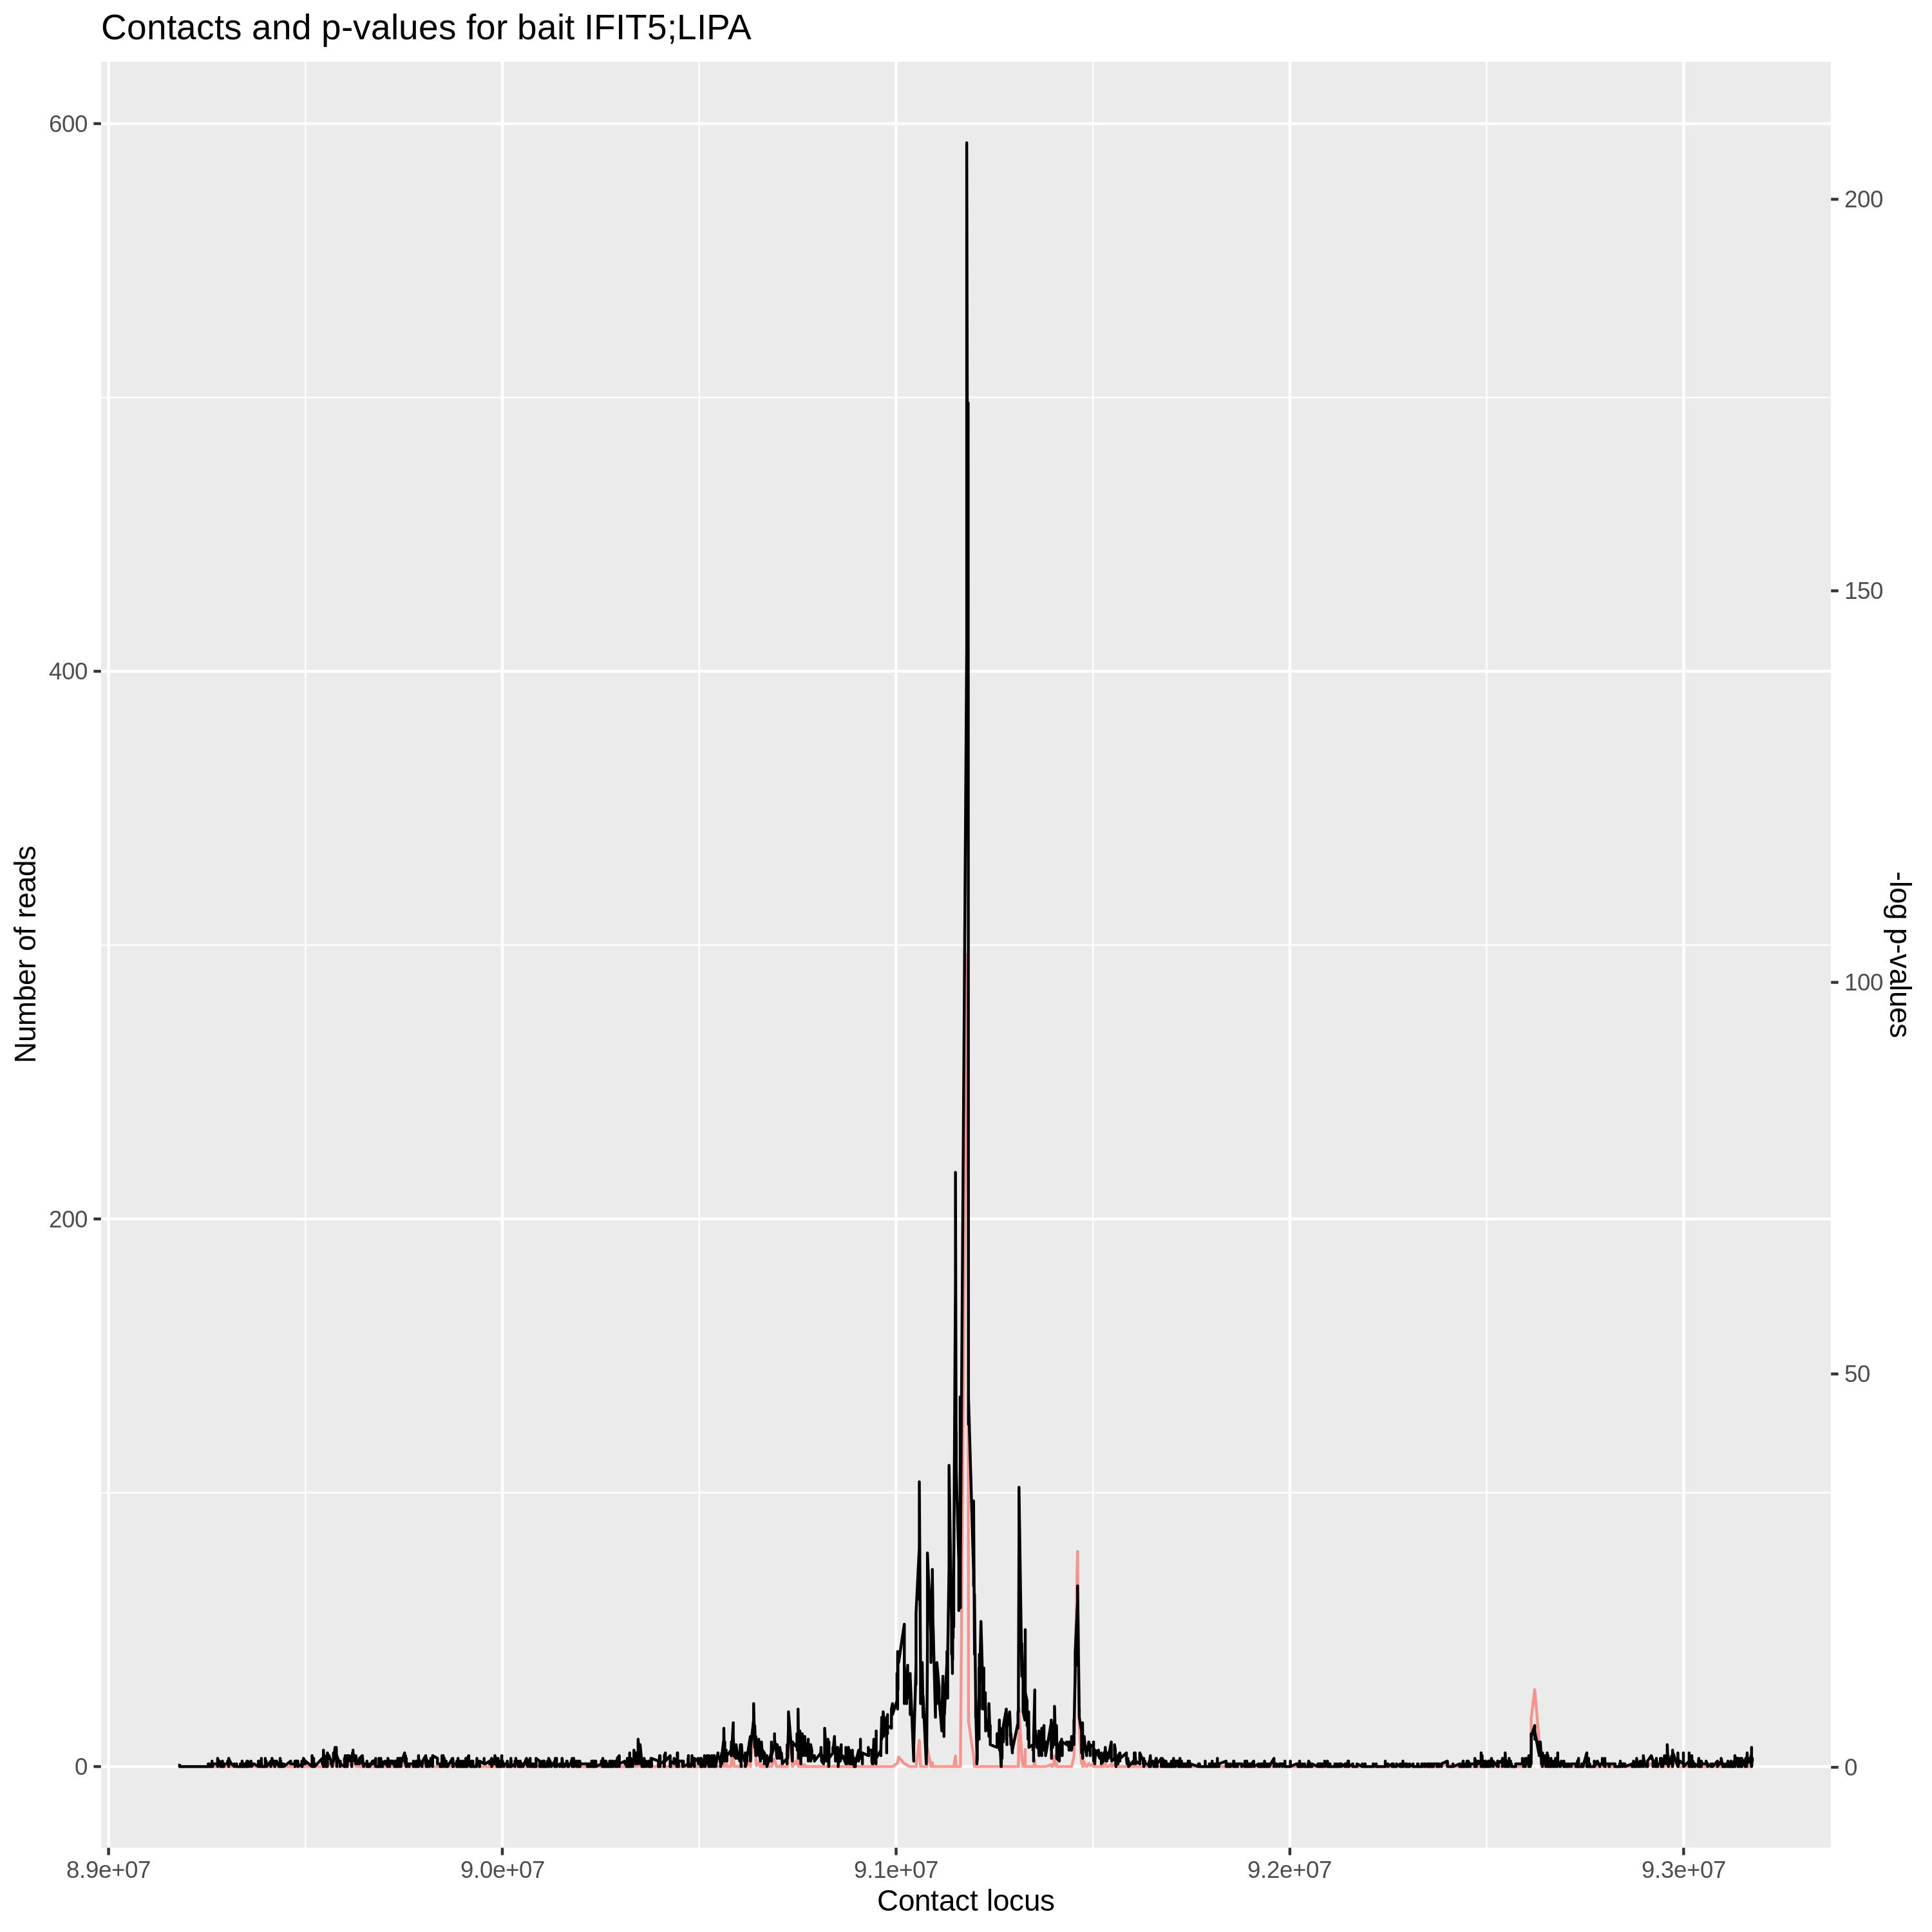 Contacts and p-values for bait IFIT5;LIPA
600
400
200
0
Number of reads
200
150
100
50
0
-log p-values
8.9e+07
9.0e+07
9.1e+07
9.2e+07
9.3e+07
Contact locus